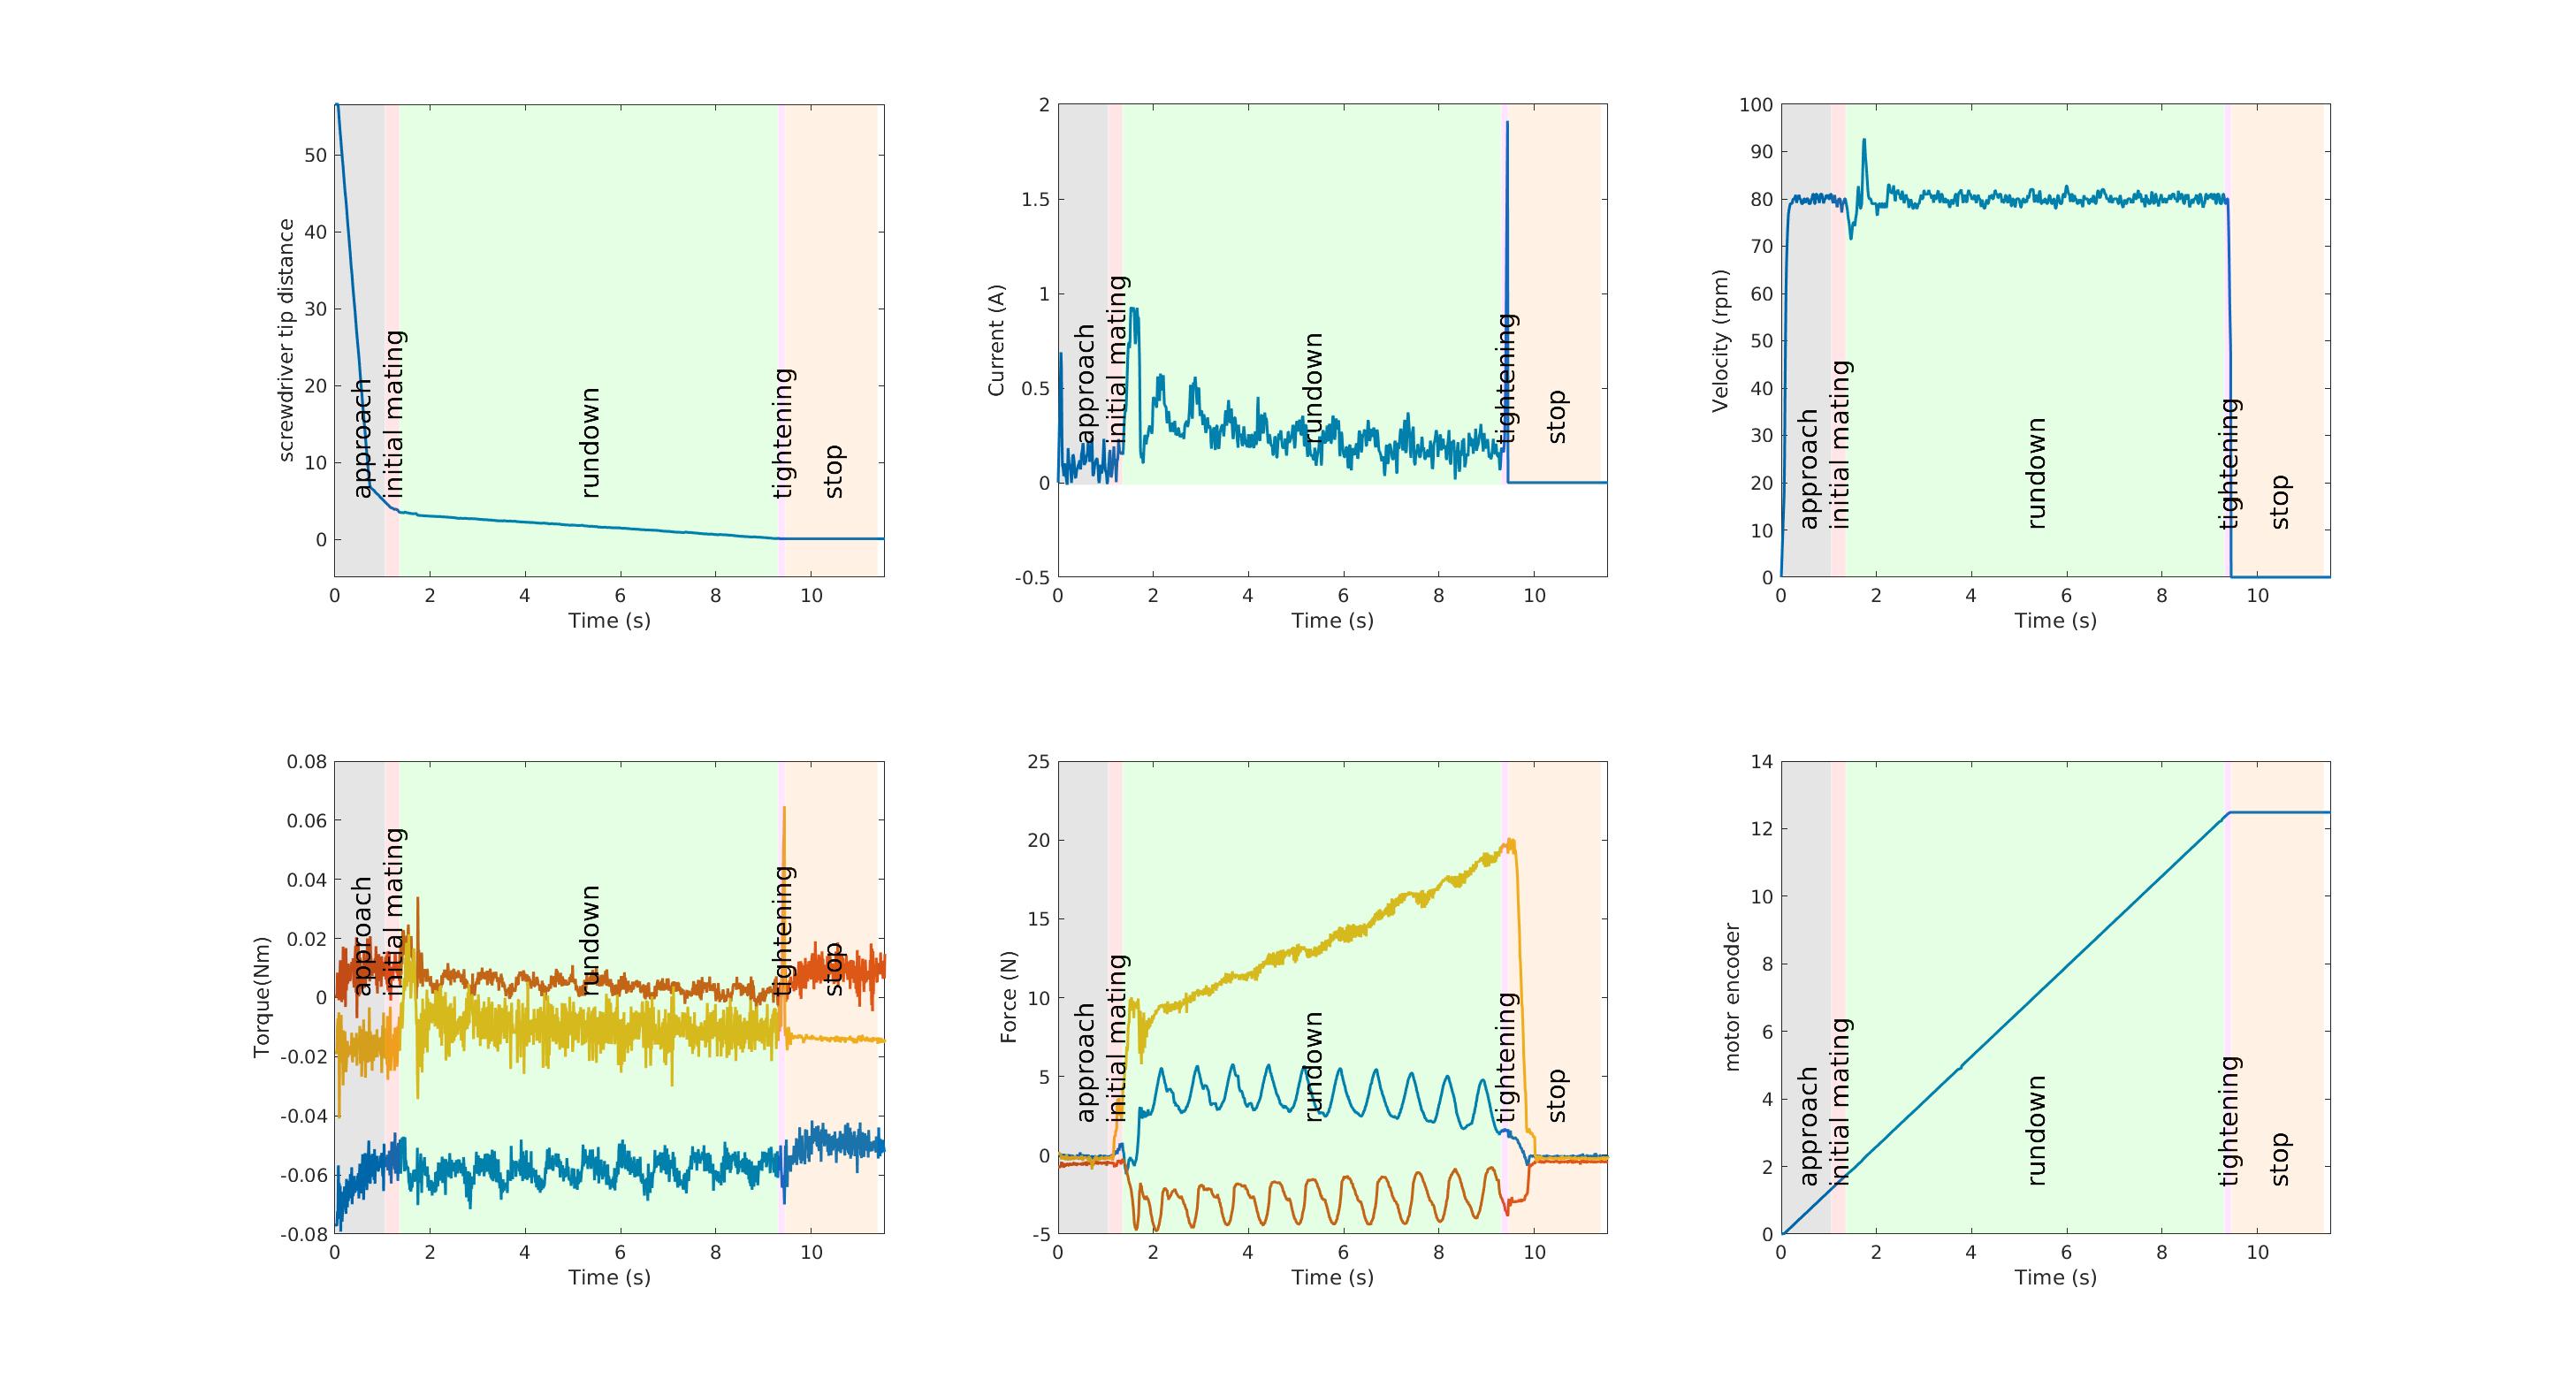 screwdriver tip distance
50
40
30
20
10
0
approach
initial mating
rundown
tightening
stop
0 2 4 6 8 10
Time (s)
Current (A)
2
1.5
1
0.5
0
-0.5
approach
initial mating
rundown
tightening
stop
0 2 4 6 8 10
Time (s)
Velocity (rpm)
100
90
80
70
60
50
40
30
20
10
0
approach
initial mating
rundown
tightening
stop
0 2 4 6 8 10
Time (s)
Torque(Nm)
0.08
0.06
0.04
0.02
0
-0.02
-0.04
-0.06
-0.08
approach
initial mating
rundown
tightening
stop
0 2 4 6 8 10
Time (s)
Force (N)
25
20
15
10
5
0
-5
approach
initial mating
rundown
tightening
stop
0 2 4 6 8 10
Time (s)
motor encoder
14
12
10
8
6
4
2
0
approach
initial mating
rundown
tightening
stop
0 2 4 6 8 10
Time (s)